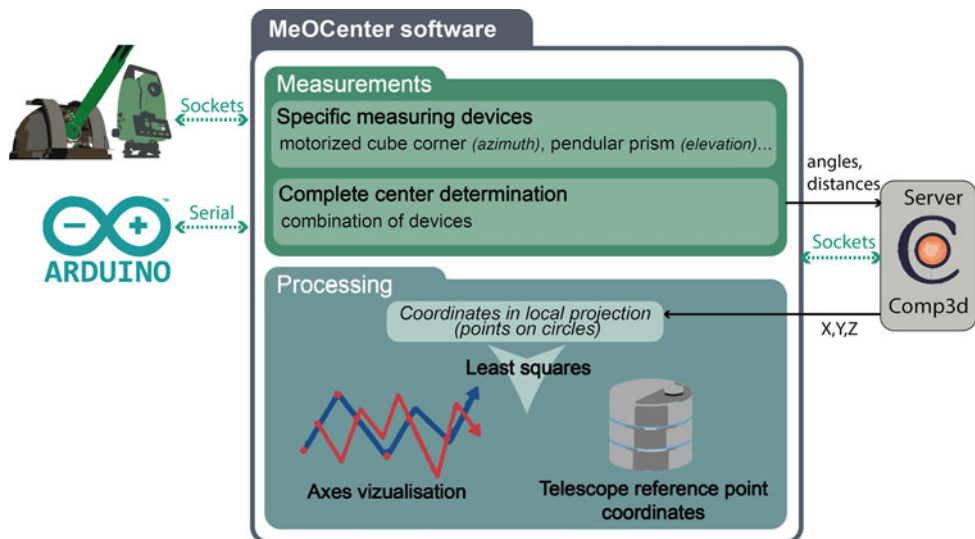 MeOCenter software
Measurements
Sockets
Specific measuring devices
motorized cube corner (azimuth), pendular prism (elevation)...
angles,
distances
Complete center determination
combination of devices
Serial
ARDUINO
™
Server
Comp3d
Sockets
X,Y,Z
Processing
Coordinates in local projection
(points on circles)
Least squares
Axes vizualisation
Telescope reference point
coordinates